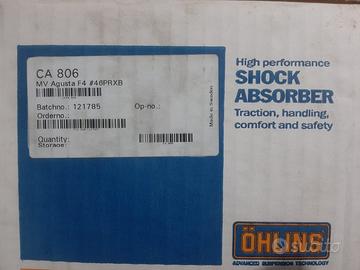 CA 806
MV Agusta F4 #46PRXB
Batchno.: 121785 Op-no.:
Orderno.:
Quantity:
Storage:
Made in Sweden
High performance
SHOCK
ABSORBER
Traction, handling,
comfort and safety
ÖHLINS
ADVANCED SUSPENSION TECHNOLOGY
subito